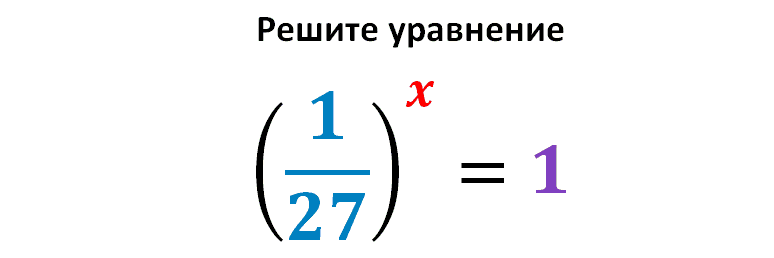 Решите уравнение
(1/27)^x = 1